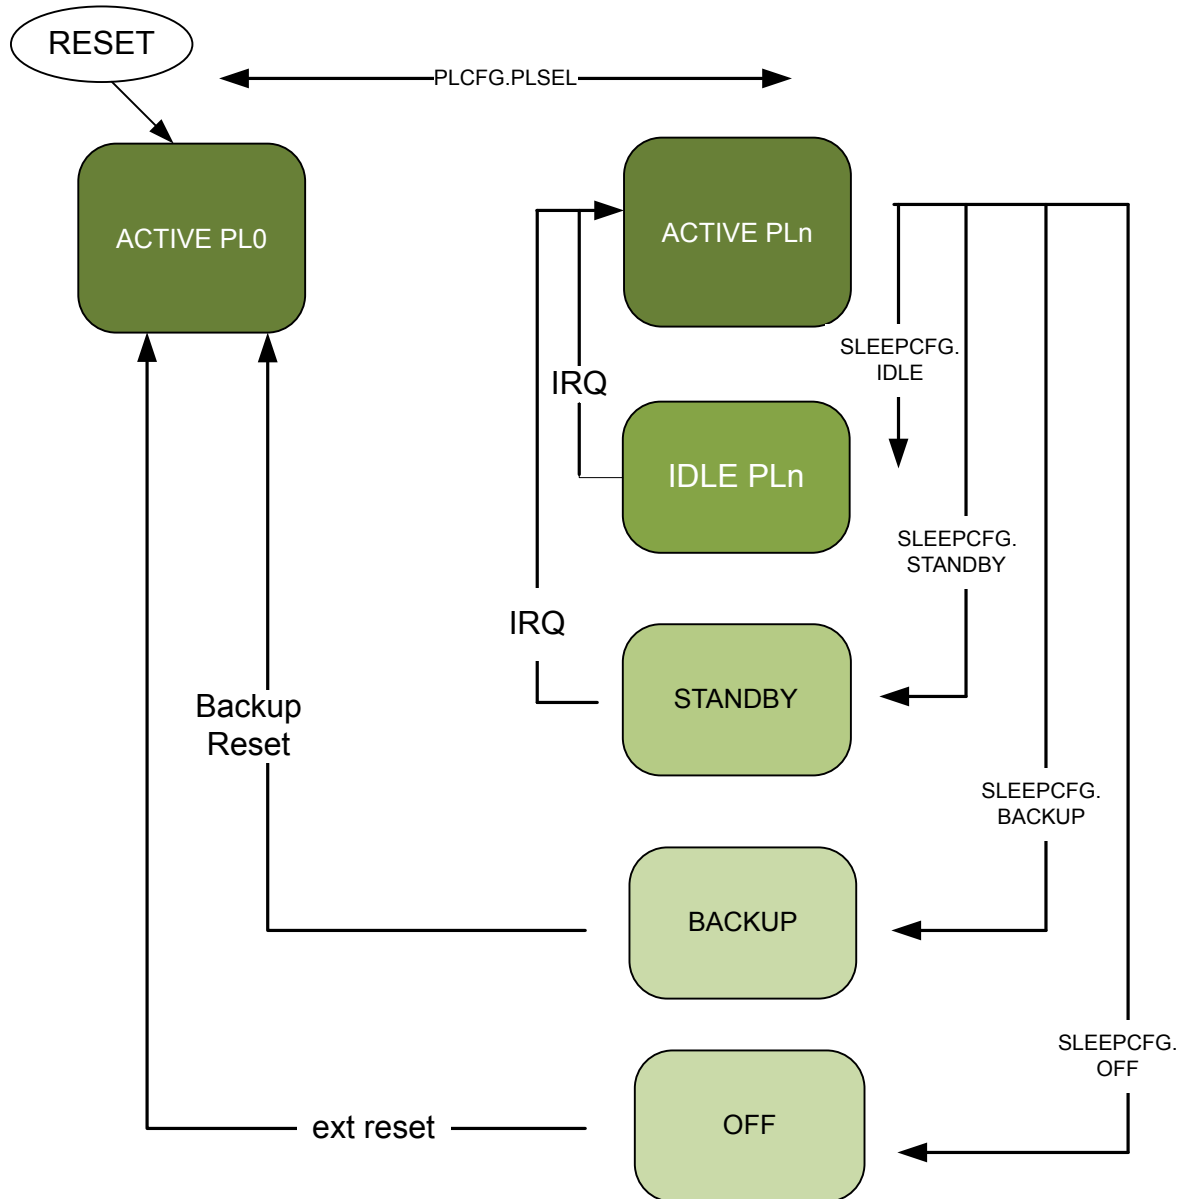 RESET
PLCFG.PLSEL
ACTIVE PL0
ACTIVE PLn
SLEEPCFG.
IDLE
IRQ
IDLE PLn
SLEEPCFG.
STANDBY
IRQ
STANDBY
Backup
Reset
SLEEPCFG.
BACKUP
BACKUP
SLEEPCFG.
OFF
ext reset
OFF